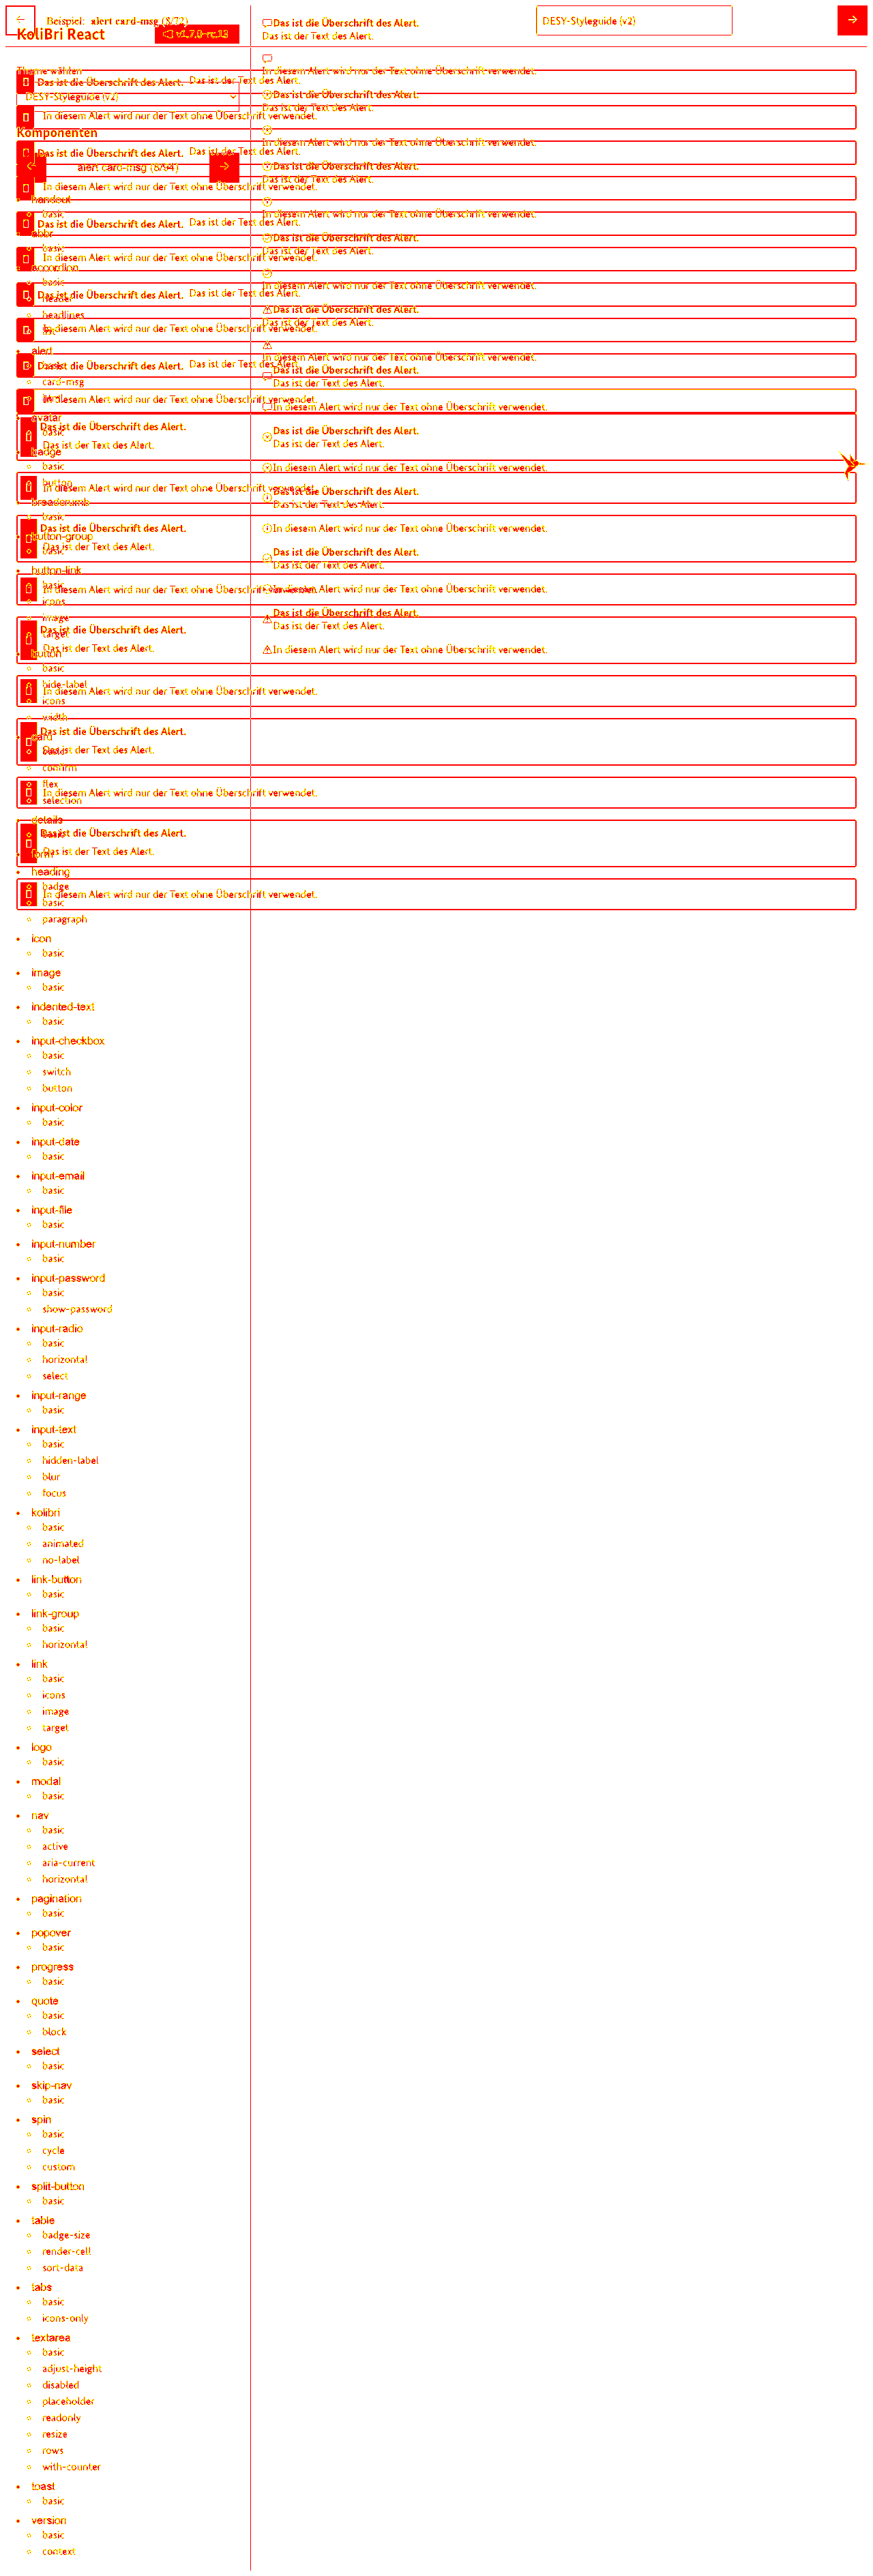 Beispiel: alert card-msg (8/72)
DESY-Styleguide (v2)
KoliBri React
v1.7.0-rc.13
Theme wählen
DESY-Styleguide (v2)
Komponenten
alert card-msg (8/94)
handout
basic
abbr
basic
accordion
basic
header
headlines
list
alert
basic
card-msg
html
avatar
basic
badge
basic
button
breadcrumb
basic
button-group
basic
button-link
basic
icons
image
target
button
basic
hide-label
icons
width
card
basic
confirm
flex
selection
details
basic
form
heading
badge
basic
paragraph
icon
basic
image
basic
indented-text
basic
input-checkbox
basic
switch
button
input-color
basic
input-date
basic
input-email
basic
input-file
basic
input-number
basic
input-password
basic
show-password
input-radio
basic
horizontal
select
input-range
basic
input-text
basic
hidden-label
blur
focus
kolibri
basic
animated
no-label
link-button
basic
link-group
basic
horizontal
link
basic
icons
image
target
logo
basic
modal
basic
nav
basic
active
aria-current
horizontal
pagination
basic
popover
basic
progress
basic
quote
basic
block
select
basic
skip-nav
basic
spin
basic
cycle
custom
split-button
basic
table
badge-size
render-cell
sort-data
tabs
basic
icons-only
textarea
basic
adjust-height
disabled
placeholder
readonly
resize
rows
with-counter
toast
basic
version
basic
context
Das ist die Überschrift des Alert. Das ist der Text des Alert.
In diesem Alert wird nur der Text ohne Überschrift verwendet.
Das ist die Überschrift des Alert. Das ist der Text des Alert.
In diesem Alert wird nur der Text ohne Überschrift verwendet.
Das ist die Überschrift des Alert. Das ist der Text des Alert.
In diesem Alert wird nur der Text ohne Überschrift verwendet.
Das ist die Überschrift des Alert. Das ist der Text des Alert.
In diesem Alert wird nur der Text ohne Überschrift verwendet.
Das ist die Überschrift des Alert. Das ist der Text des Alert.
In diesem Alert wird nur der Text ohne Überschrift verwendet.
Das ist die Überschrift des Alert.
Das ist der Text des Alert.
In diesem Alert wird nur der Text ohne Überschrift verwendet.
Das ist die Überschrift des Alert.
Das ist der Text des Alert.
In diesem Alert wird nur der Text ohne Überschrift verwendet.
Das ist die Überschrift des Alert.
Das ist der Text des Alert.
In diesem Alert wird nur der Text ohne Überschrift verwendet.
Das ist die Überschrift des Alert.
Das ist der Text des Alert.
In diesem Alert wird nur der Text ohne Überschrift verwendet.
Das ist die Überschrift des Alert.
Das ist der Text des Alert.
In diesem Alert wird nur der Text ohne Überschrift verwendet.
Das ist die Überschrift des Alert.
Das ist der Text des Alert.
In diesem Alert wird nur der Text ohne Überschrift verwendet.
Das ist die Überschrift des Alert.
Das ist der Text des Alert.
In diesem Alert wird nur der Text ohne Überschrift verwendet.
Das ist die Überschrift des Alert.
Das ist der Text des Alert.
In diesem Alert wird nur der Text ohne Überschrift verwendet.
Das ist die Überschrift des Alert.
Das ist der Text des Alert.
In diesem Alert wird nur der Text ohne Überschrift verwendet.
Das ist die Überschrift des Alert.
Das ist der Text des Alert.
In diesem Alert wird nur der Text ohne Überschrift verwendet.
Das ist die Überschrift des Alert.
Das ist der Text des Alert.
In diesem Alert wird nur der Text ohne Überschrift verwendet.
Das ist die Überschrift des Alert.
Das ist der Text des Alert.
In diesem Alert wird nur der Text ohne Überschrift verwendet.
Das ist die Überschrift des Alert.
Das ist der Text des Alert.
In diesem Alert wird nur der Text ohne Überschrift verwendet.
Das ist die Überschrift des Alert.
Das ist der Text des Alert.
In diesem Alert wird nur der Text ohne Überschrift verwendet.
Das ist die Überschrift des Alert.
Das ist der Text des Alert.
In diesem Alert wird nur der Text ohne Überschrift verwendet.